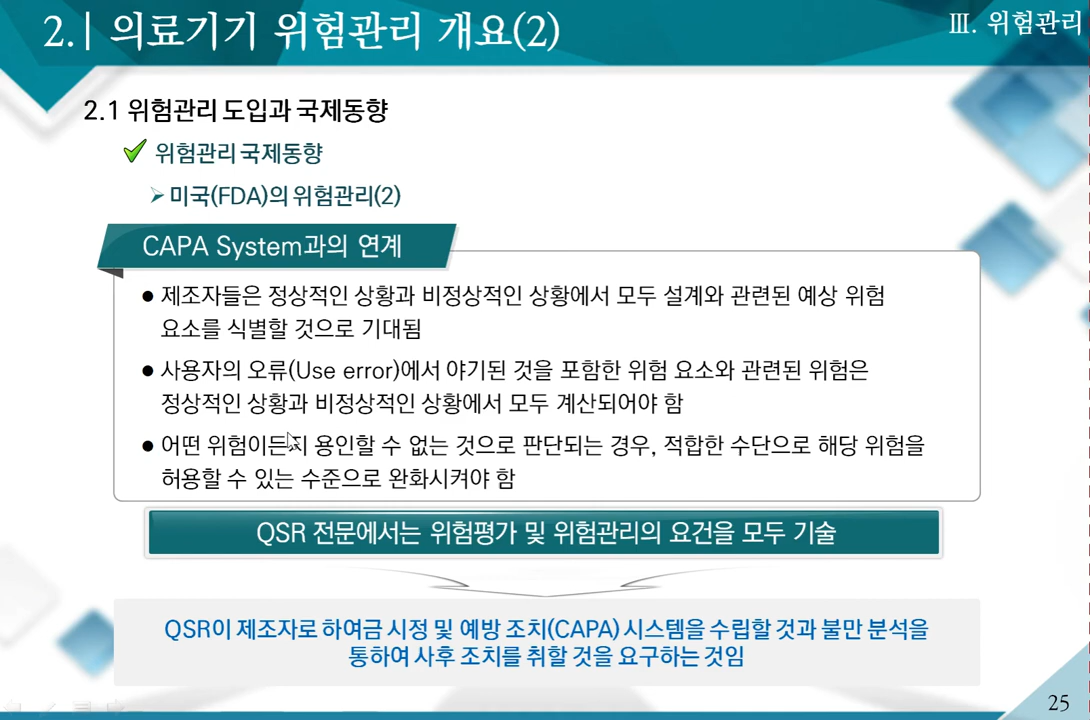 2.| 의료기기 위험관리 개요(2)
Ⅲ. 위험관리
2.1 위험관리 도입과 국제동향
위험관리 국제동향
미국(FDA)의 위험관리(2)
CAPA System과의 연계
● 제조자들은 정상적인 상황과 비정상적인 상황에서 모두 설계와 관련된 예상 위험
요소를 식별할 것으로 기대됨
● 사용자의 오류(Use error)에서 야기된 것을 포함한 위험 요소와 관련된 위험은
정상적인 상황과 비정상적인 상황에서 모두 계산되어야 함
● 어떤 위험이든지 용인할 수 없는 것으로 판단되는 경우, 적합한 수단으로 해당 위험을
허용할 수 있는 수준으로 완화시켜야 함
QSR 전문에서는 위험평가 및 위험관리의 요건을 모두 기술
QSR이 제조자로 하여금 시정 및 예방 조치(CAPA) 시스템을 수립할 것과 불만 분석을
통하여 사후 조치를 취할 것을 요구하는 것임
25